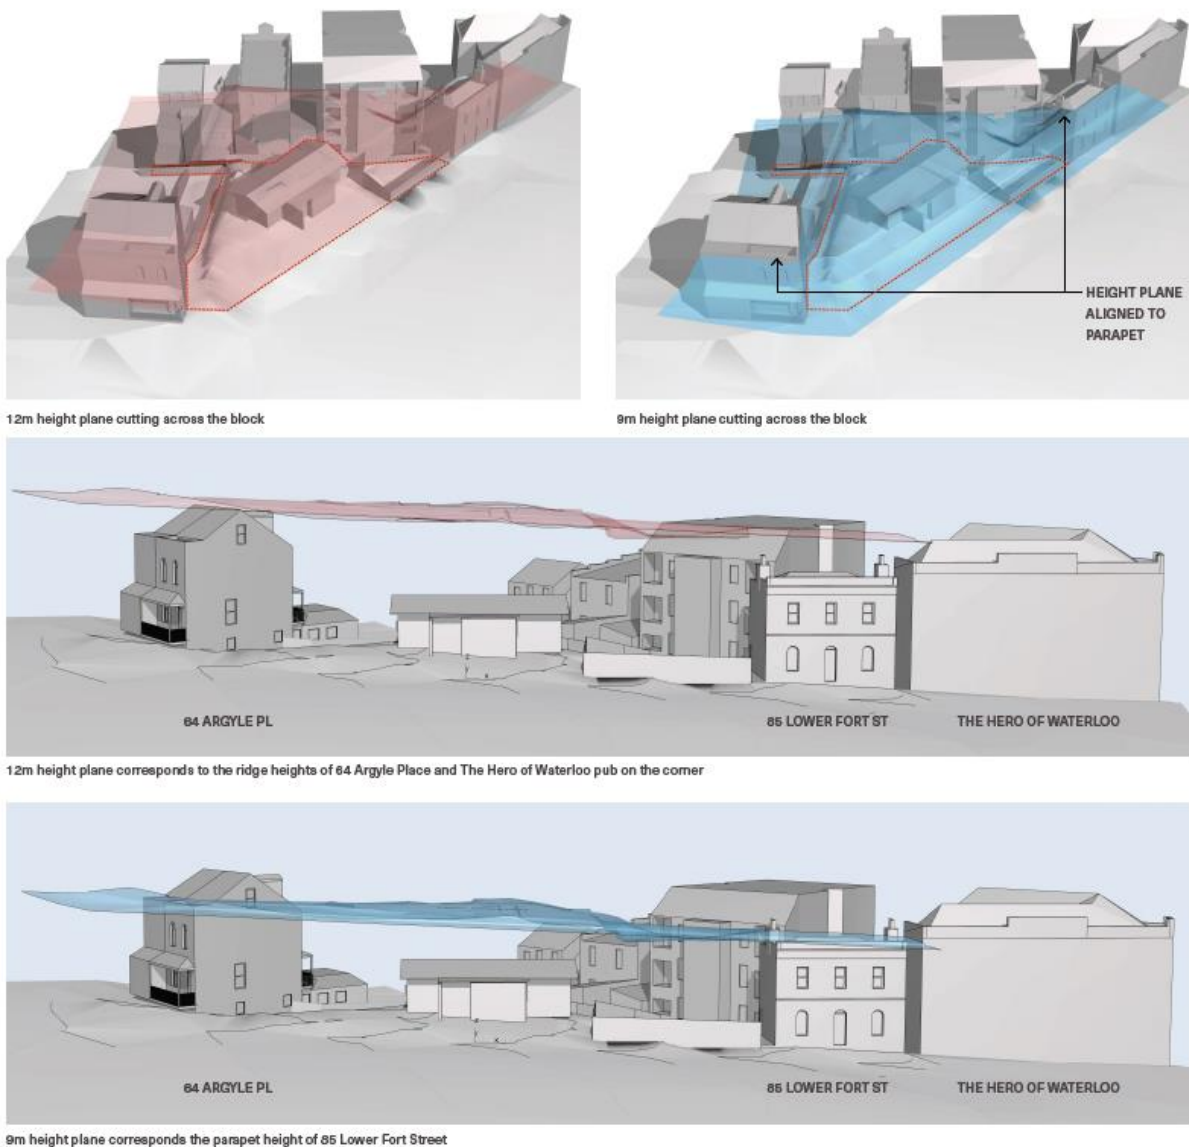 HEIGHT PLANE
ALIGNED TO
PARAPET
12m height plane cutting across the block
9m height plane cutting across the block
64 ARGYLE PL
85 LOWER FORT ST
THE HERO OF WATERLOO
12m height plane corresponds to the ridge heights of 64 Argyle Place and The Hero of Waterloo pub on the corner
64 ARGYLE PL
85 LOWER FORT ST
THE HERO OF WATERLOO
9m height plane corresponds the parapet height of 85 Lower Fort Street